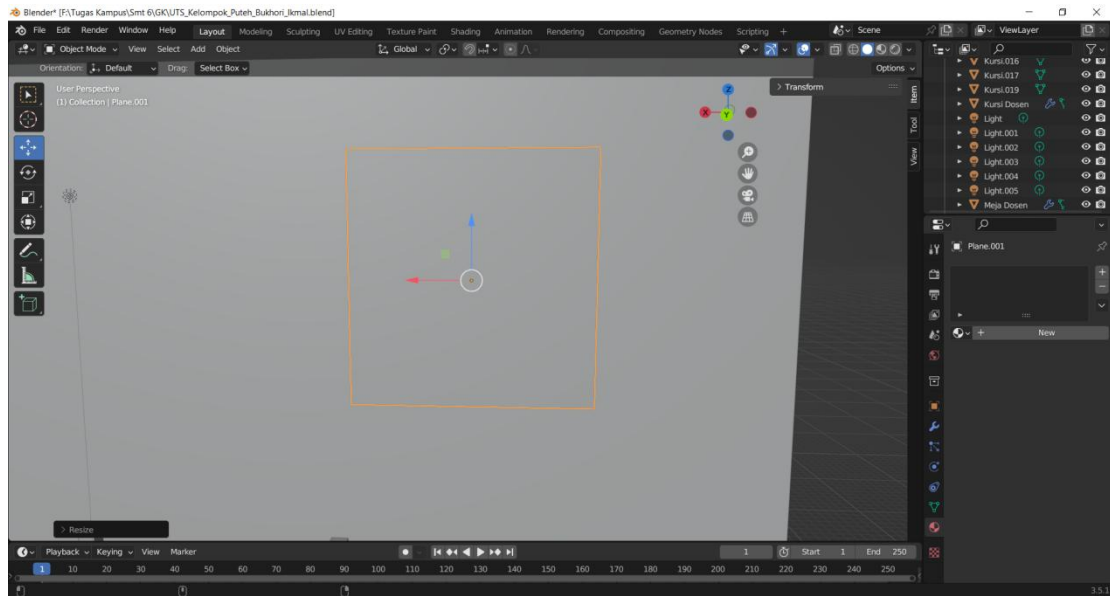 Blender* [F:\Tugas Kampus\Smt 6\GK\UTS_Kelompok_Puteh_Bukhori_Ikmal.blend]
File Edit Render Window Help Layout Modeling Sculpting UV Editing Texture Paint Shading Animation Rendering Compositing Geometry Nodes Scripting + Scene ViewLayer
Object Mode View Select Add Object Global
Orientation: Default Drag: Select Box Options
User Perspective
(1) Collection | Plane.001
Transform
Item
Tool
View
X
Y
Z
Kursi.016
Kursi.017
Kursi.019
Kursi Dosen
Light
Light.001
Light.002
Light.003
Light.004
Light.005
Meja Dosen
Plane.001
+ New
Resize
Playback Keying View Marker 1 Start 1 End 250
1 10 20 30 40 50 60 70 80 90 100 110 120 130 140 150 160 170 180 190 200 210 220 230 240 250
3.5.1